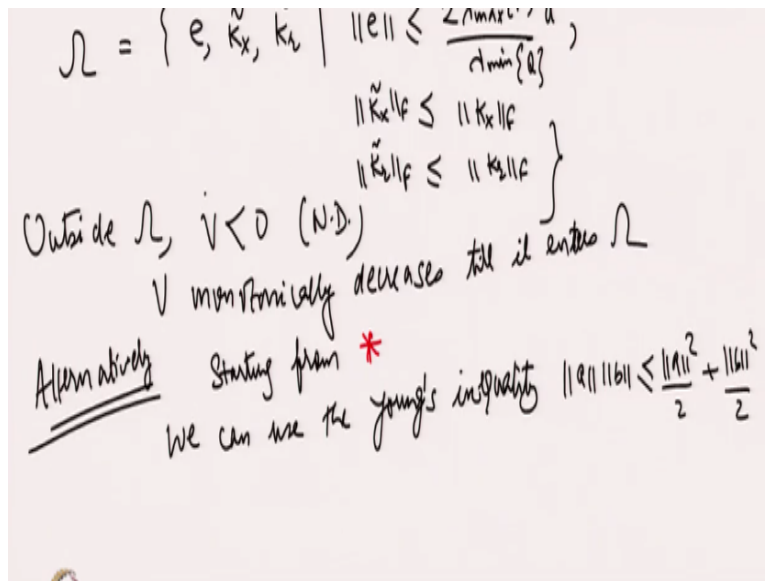 Ω = { e, k̃x, k̃r | ||e|| ≤ 2λmax{ } d / λmin{Q} ,
||k̃x||F ≤ ||kx||F
||k̃r||F ≤ ||kr||F }
Outside Ω, V̇ < 0 (N.D.)
V monotonically decreases till it enters Ω
Alternatively Starting from *
We can use the young's inequality ||a|| ||b|| ≤ ||a||²/2 + ||b||²/2